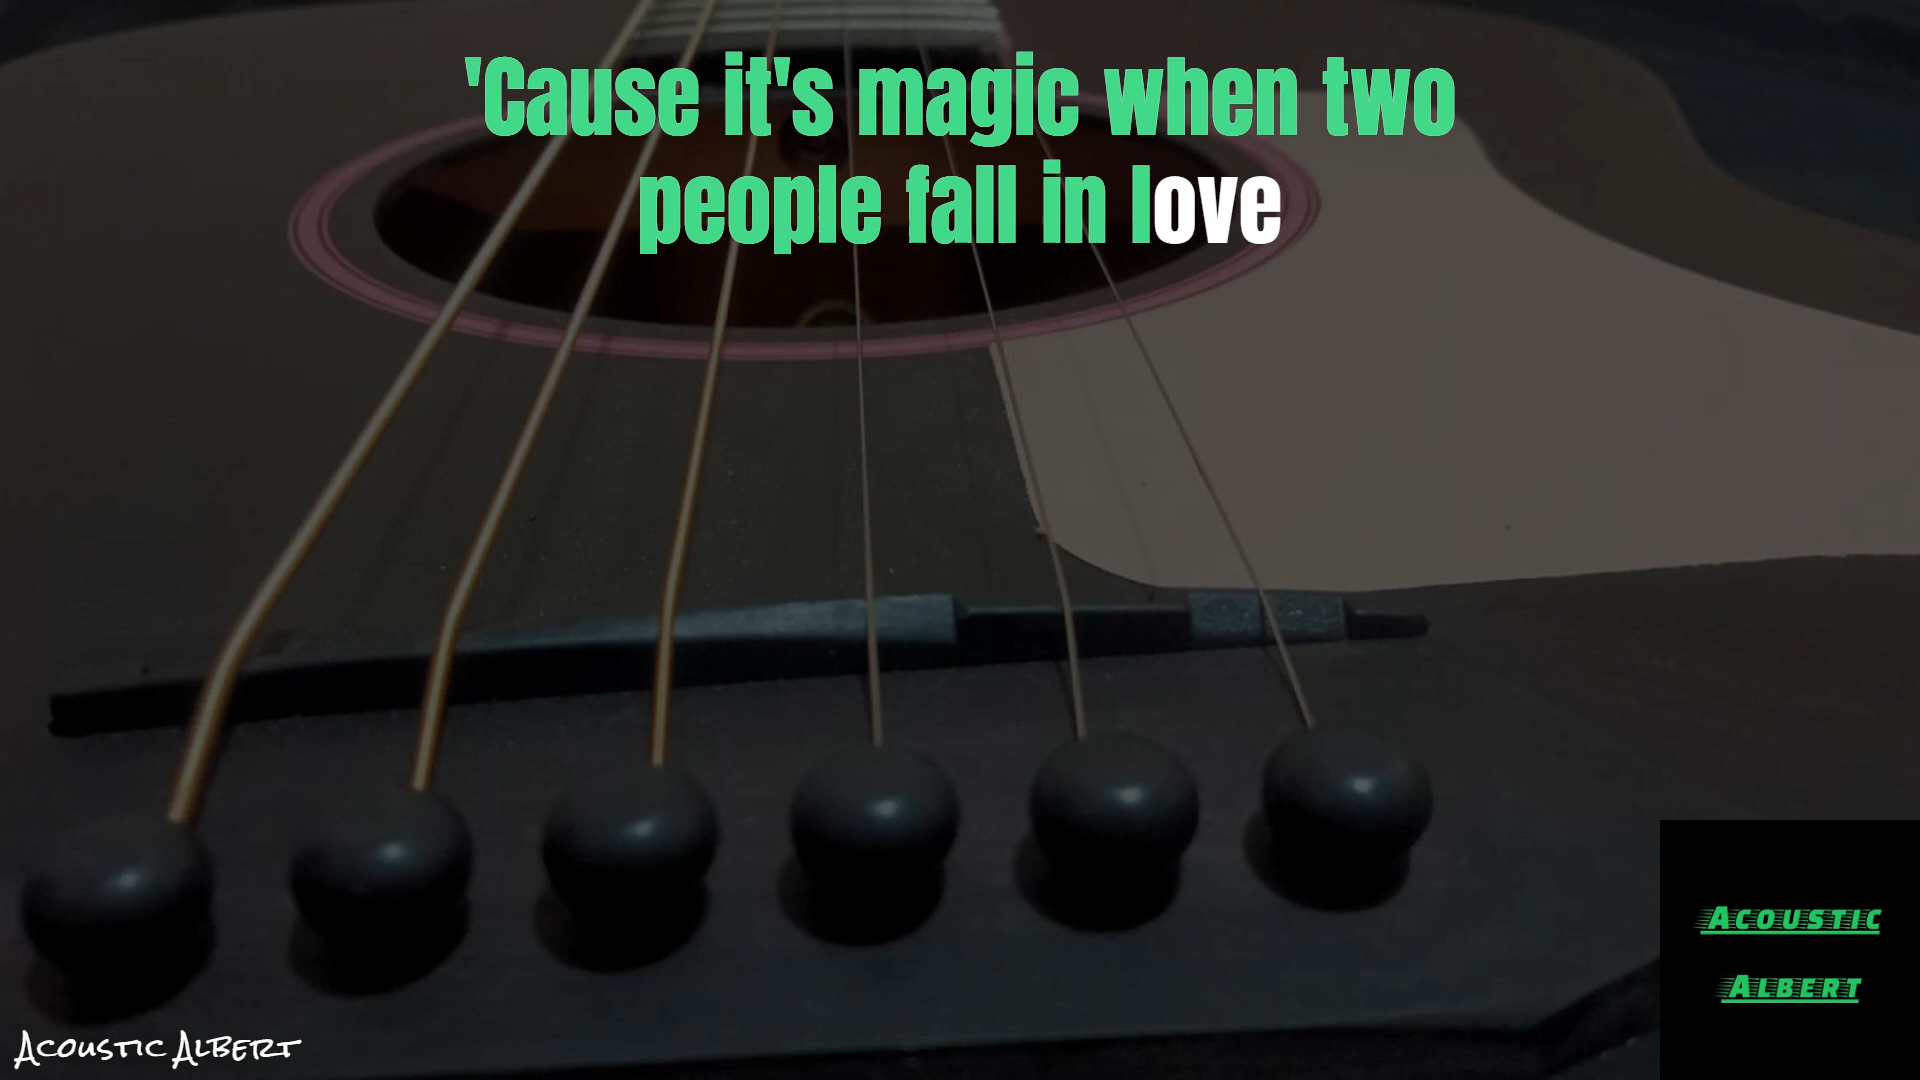 'Cause it's magic when two
people fall in love
Acoustic
Albert
Acoustic Albert